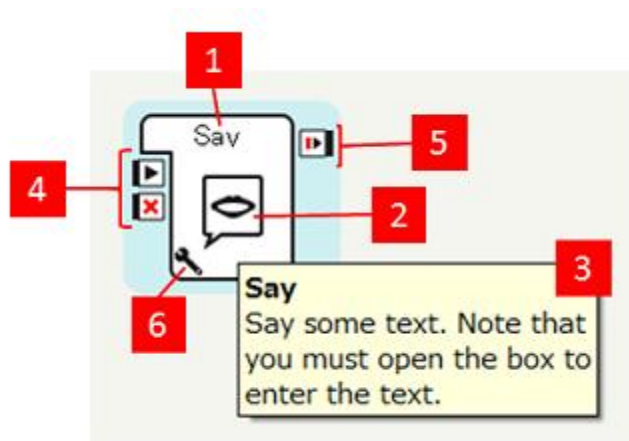 1
Sav
5
4
2
3
6
Say
Say some text. Note that
you must open the box to
enter the text.